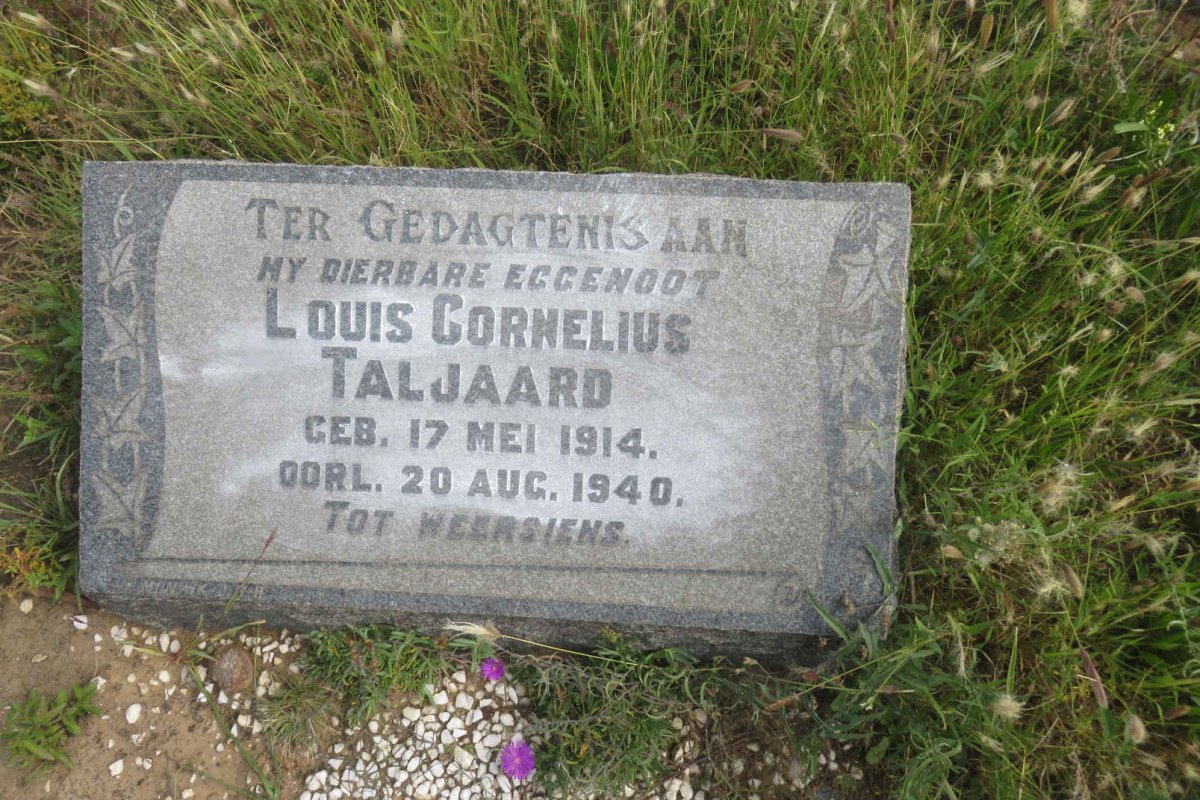 TER GEDAGTENIS AAN
MY DIERBARE EGGENOOT
LOUIS CORNELIUS
TALJAARD
GEB. 17 MEI 1914.
OORL. 20 AUG. 1940.
TOT WEERSIENS.